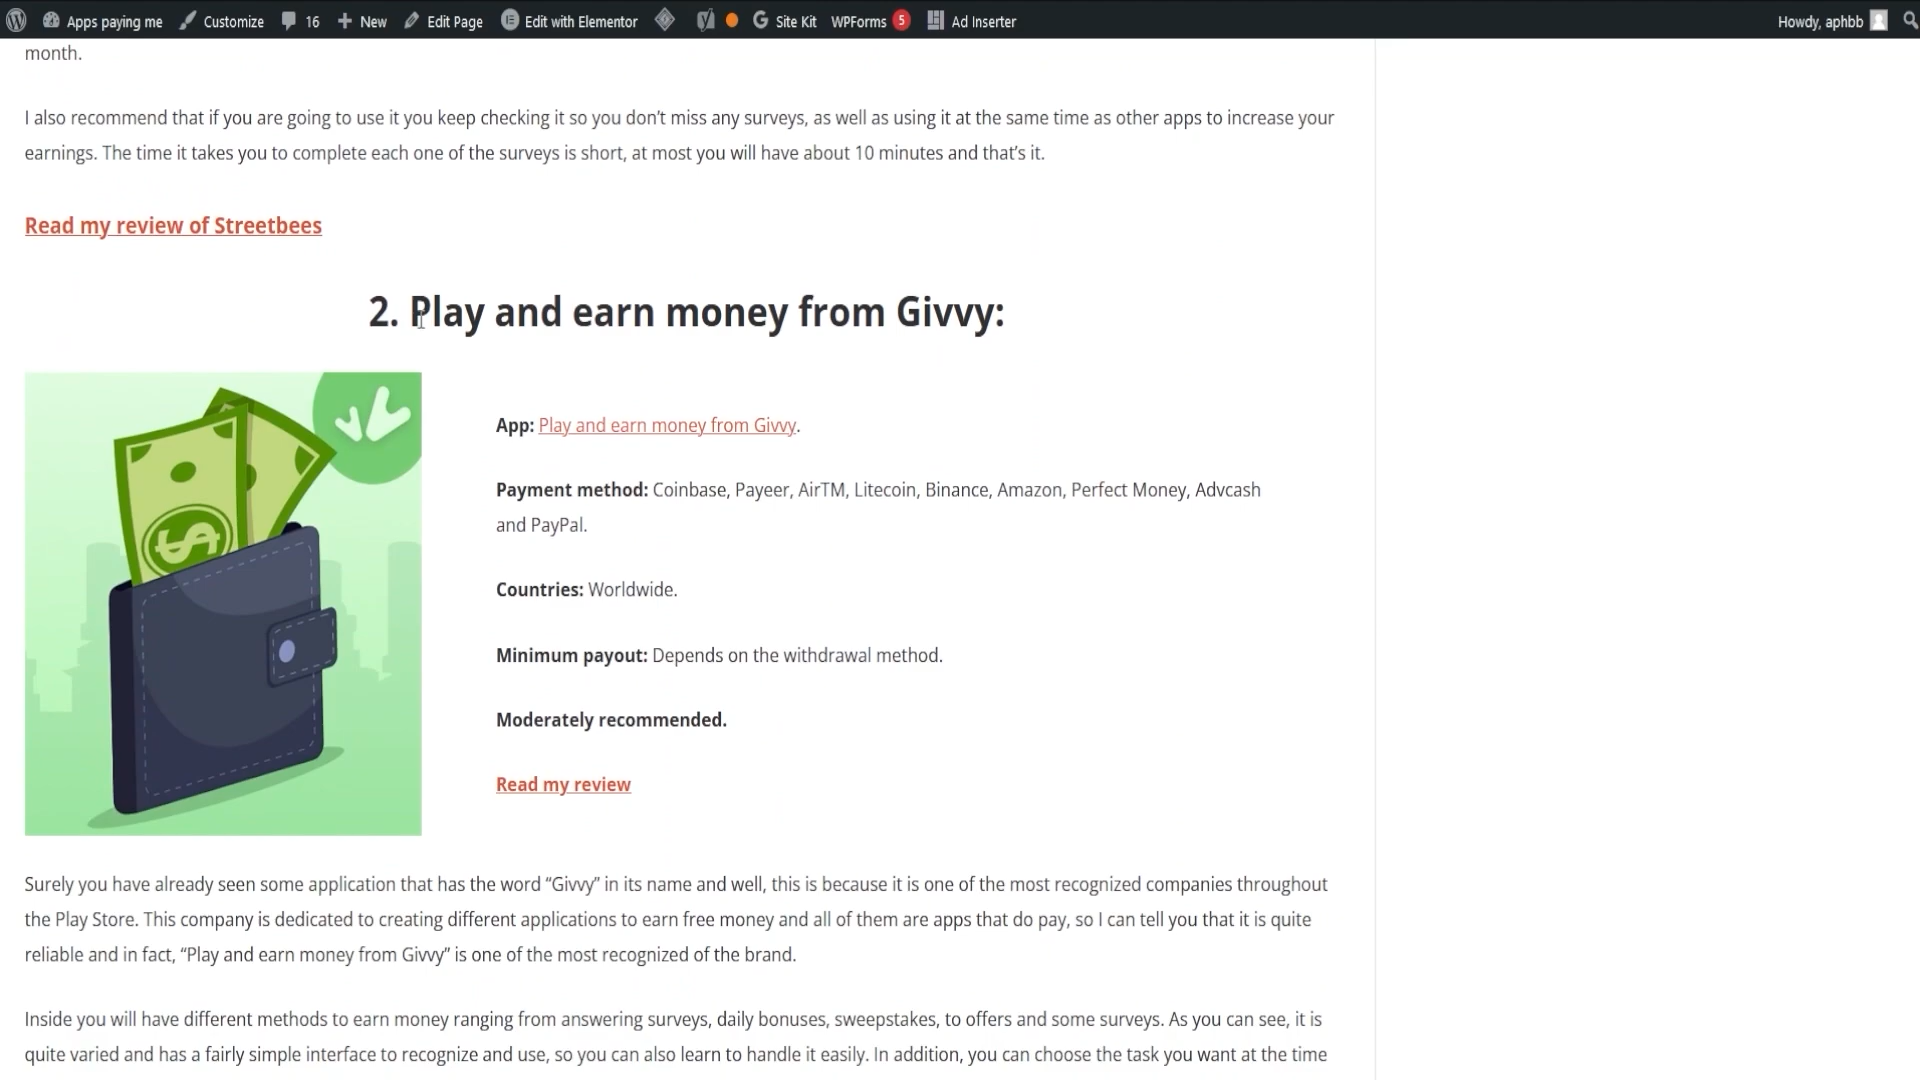 Apps paying me Customize 16 New Edit Page Edit with Elementor Site Kit WPForms 5 Ad Inserter Howdy, aphbb
month.
I also recommend that if you are going to use it you keep checking it so you don’t miss any surveys, as well as using it at the same time as other apps to increase your
earnings. The time it takes you to complete each one of the surveys is short, at most you will have about 10 minutes and that’s it.
Read my review of Streetbees
2. Play and earn money from Givvy:
App: Play and earn money from Givvy.
Payment method: Coinbase, Payeer, AirTM, Litecoin, Binance, Amazon, Perfect Money, Advcash
and PayPal.
Countries: Worldwide.
Minimum payout: Depends on the withdrawal method.
Moderately recommended.
Read my review
Surely you have already seen some application that has the word “Givvy” in its name and well, this is because it is one of the most recognized companies throughout
the Play Store. This company is dedicated to creating different applications to earn free money and all of them are apps that do pay, so I can tell you that it is quite
reliable and in fact, “Play and earn money from Givvy” is one of the most recognized of the brand.
Inside you will have different methods to earn money ranging from answering surveys, daily bonuses, sweepstakes, to offers and some surveys. As you can see, it is
quite varied and has a fairly simple interface to recognize and use, so you can also learn to handle it easily. In addition, you can choose the task you want at the time